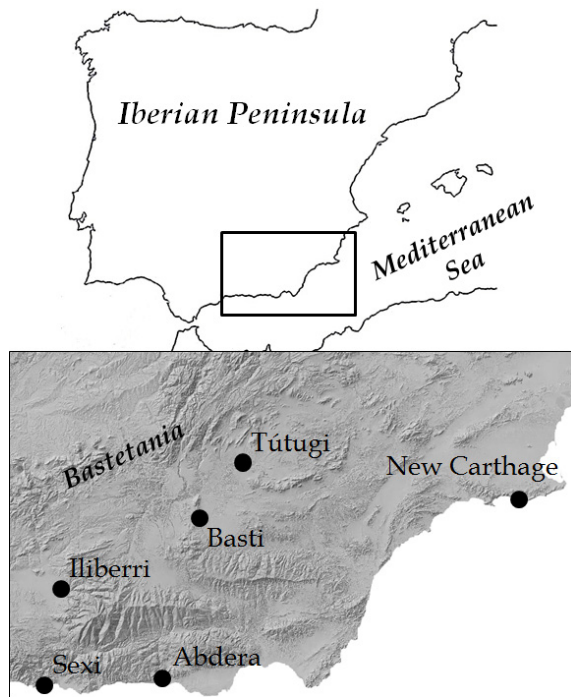 Iberian Peninsula
Mediterranean
Sea
Bastetania
Tútugi
New Carthage
Basti
Iliberri
Sexi
Abdera